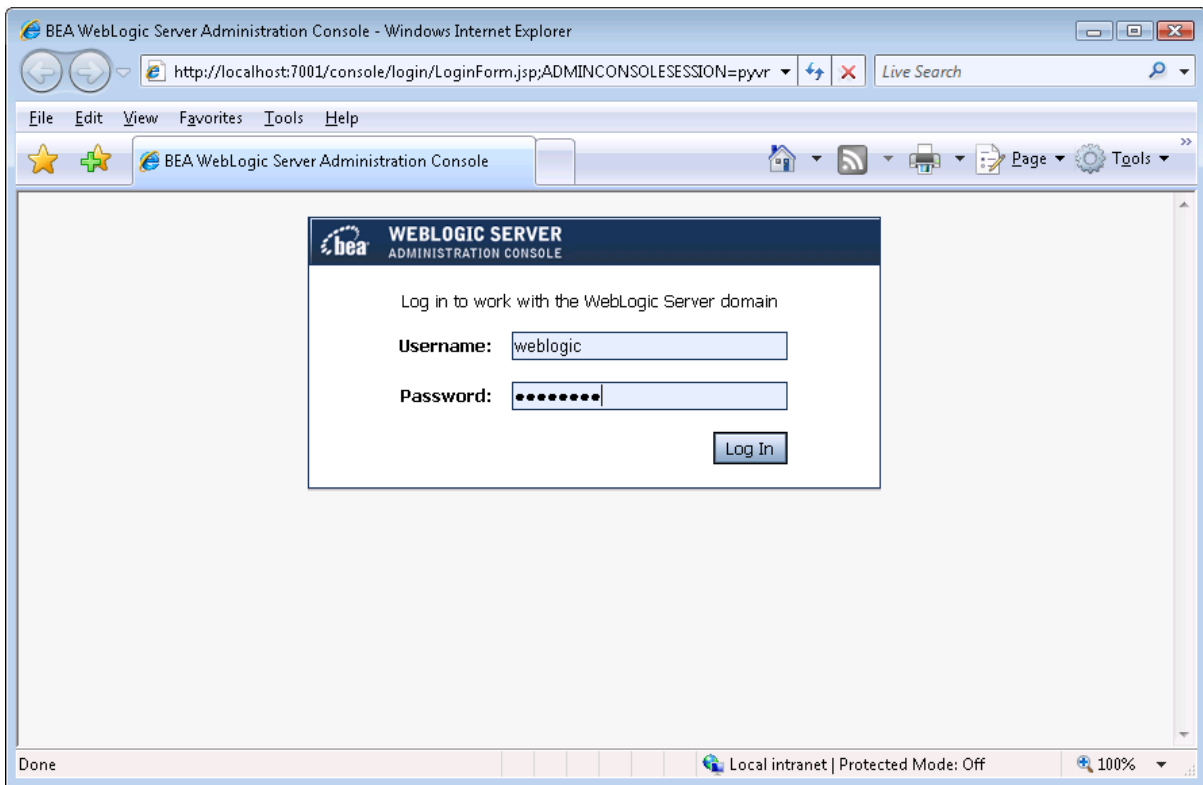 BEA WebLogic Server Administration Console - Windows Internet Explorer
http://localhost:7001/console/login/LoginForm.jsp;ADMINCONSOLESESSION=pyvr
Live Search
File Edit View Favorites Tools Help
BEA WebLogic Server Administration Console
Page Tools
bea WEBLOGIC SERVER
ADMINISTRATION CONSOLE
Log in to work with the WebLogic Server domain
Username: weblogic
Password: ••••••••
Log In
Done
Local intranet | Protected Mode: Off
100%